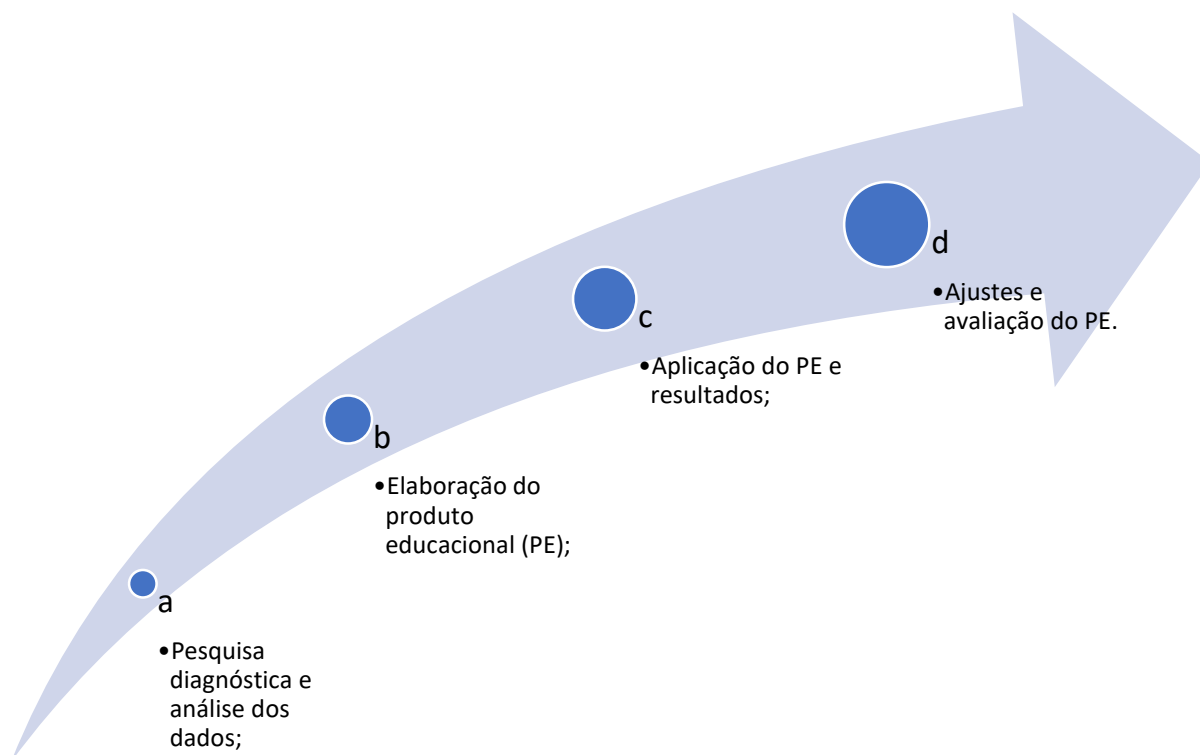 a
•Pesquisa
diagnóstica e
análise dos
dados;
b
•Elaboração do
produto
educacional (PE);
c
•Aplicação do PE e
resultados;
d
•Ajustes e
avaliação do PE.